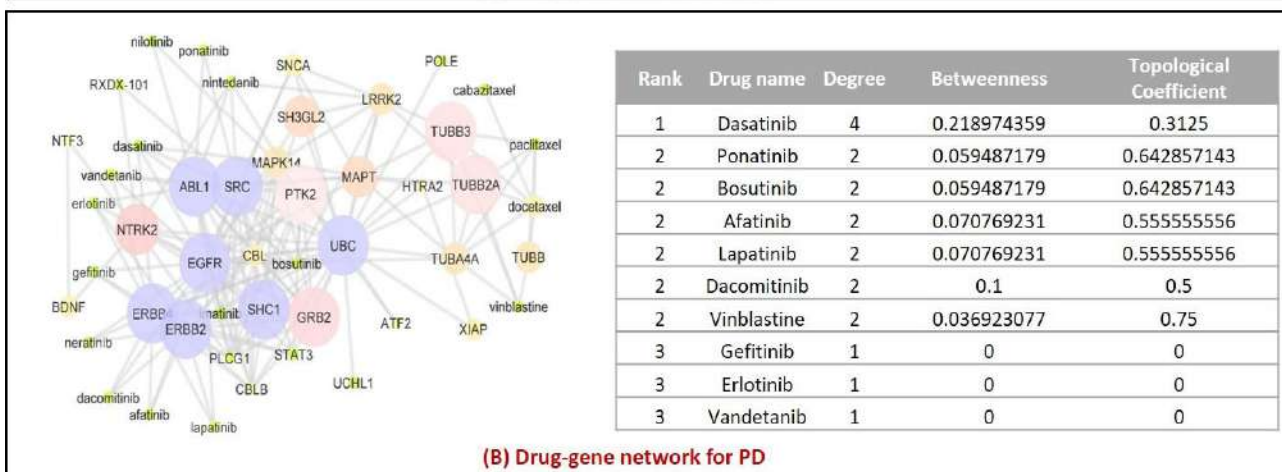 nilotinib
ponatinib
RXDX-101
nintedanib
SNCA
POLE
cabazitaxel
LRRK2
SH3GL2
TUBB3
NTF3
dasatinib
paclitaxel
MAPK14
vandetanib
ABL1
SRC
PTK2
MAPT
HTRA2
TUBB2A
erlotinib
docetaxel
NTRK2
UBC
CBL
EGFR
bosutinib
TUBA4A
TUBB
gefitinib
BDNF
ERBB4
imatinib
SHC1
GRB2
vinblastine
ERBB2
ATF2
XIAP
neratinib
PLCG1
STAT3
CBLB
UCHL1
dacomitinib
afatinib
lapatinib
Rank Drug name Degree Betweenness Topological Coefficient
1 Dasatinib 4 0.218974359 0.3125
2 Ponatinib 2 0.059487179 0.642857143
2 Bosutinib 2 0.059487179 0.642857143
2 Afatinib 2 0.070769231 0.555555556
2 Lapatinib 2 0.070769231 0.555555556
2 Dacomitinib 2 0.1 0.5
2 Vinblastine 2 0.036923077 0.75
3 Gefitinib 1 0 0
3 Erlotinib 1 0 0
3 Vandetanib 1 0 0
(B) Drug-gene network for PD